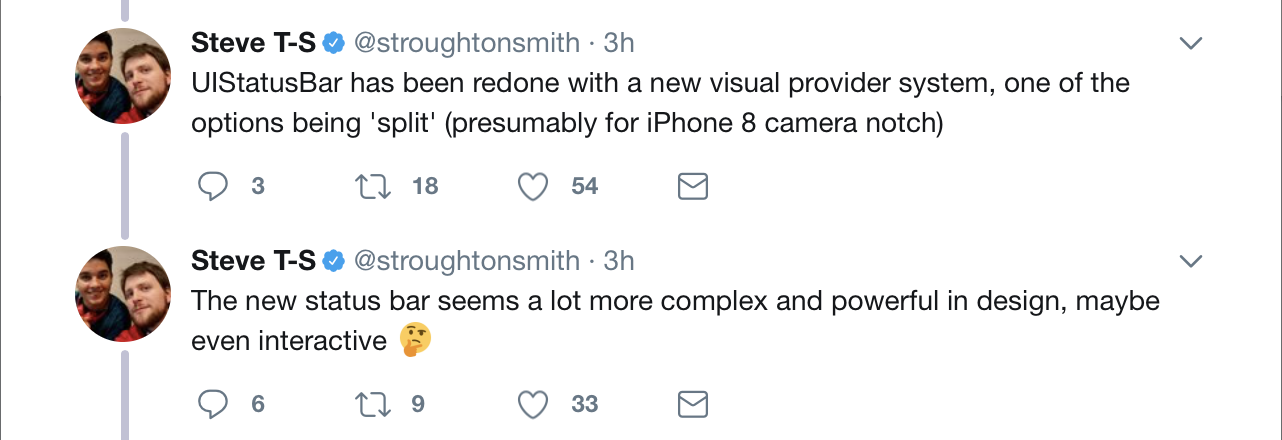 Steve T-S @stroughtonsmith · 3h
UIStatusBar has been redone with a new visual provider system, one of the
options being 'split' (presumably for iPhone 8 camera notch)
3 18 54
Steve T-S @stroughtonsmith · 3h
The new status bar seems a lot more complex and powerful in design, maybe
even interactive 🤔
6 9 33